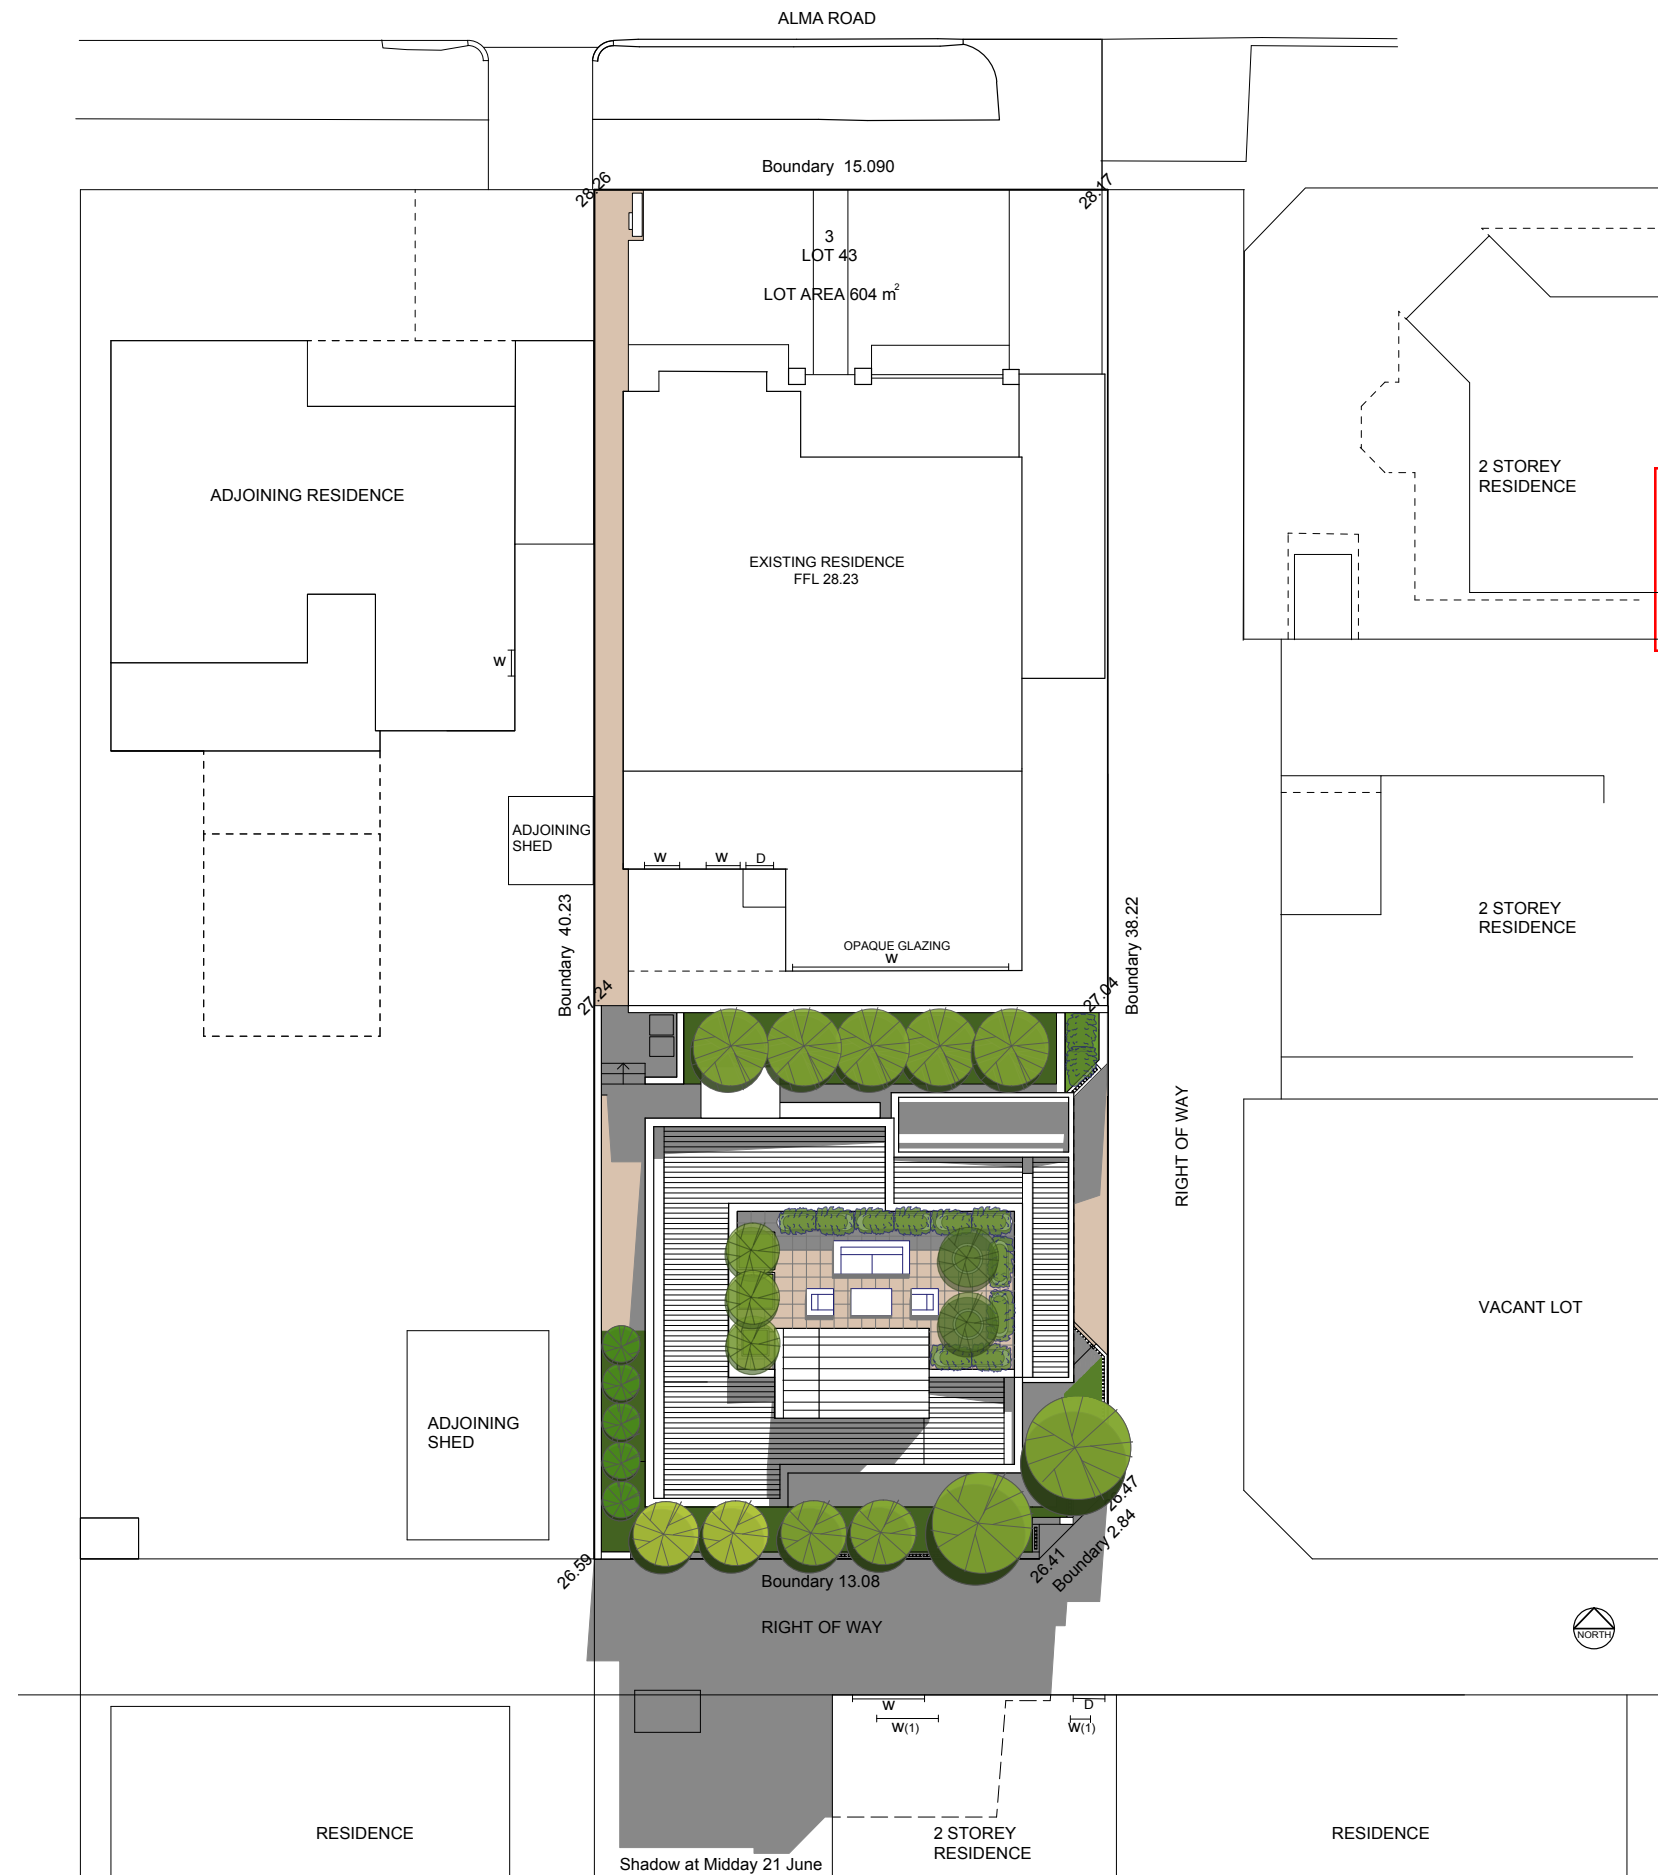 ALMA ROAD
Boundary 15.090
28.26
28.17
3
LOT 43
LOT AREA 604 m²
ADJOINING RESIDENCE
2 STOREY
RESIDENCE
EXISTING RESIDENCE
FFL 28.23
W
ADJOINING
SHED
W
W
D
2 STOREY
RESIDENCE
Boundary 40.23
Boundary 38.22
OPAQUE GLAZING
W
27.24
27.04
RIGHT OF WAY
VACANT LOT
ADJOINING
SHED
26.47
Boundary 2.84
26.41
26.59
Boundary 13.08
RIGHT OF WAY
NORTH
W
W(1)
D
W(1)
RESIDENCE
2 STOREY
RESIDENCE
RESIDENCE
Shadow at Midday 21 June